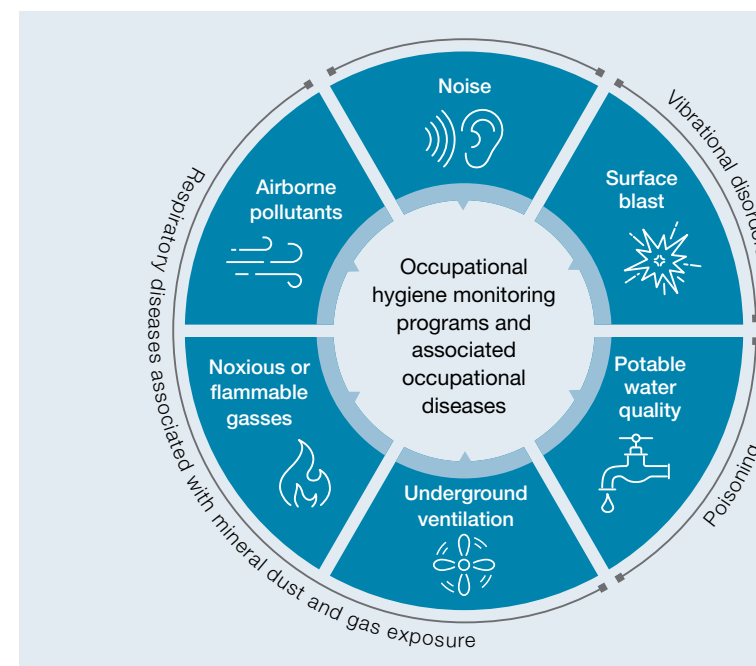 Noise
Surface
blast
Potable
water
quality
Underground
ventilation
Noxious or
flammable
gasses
Airborne
pollutants
Occupational
hygiene monitoring
programs and
associated
occupational
diseases
Vibrational
Poisoning
Respiratory diseases associated with mineral dust and gas exposure